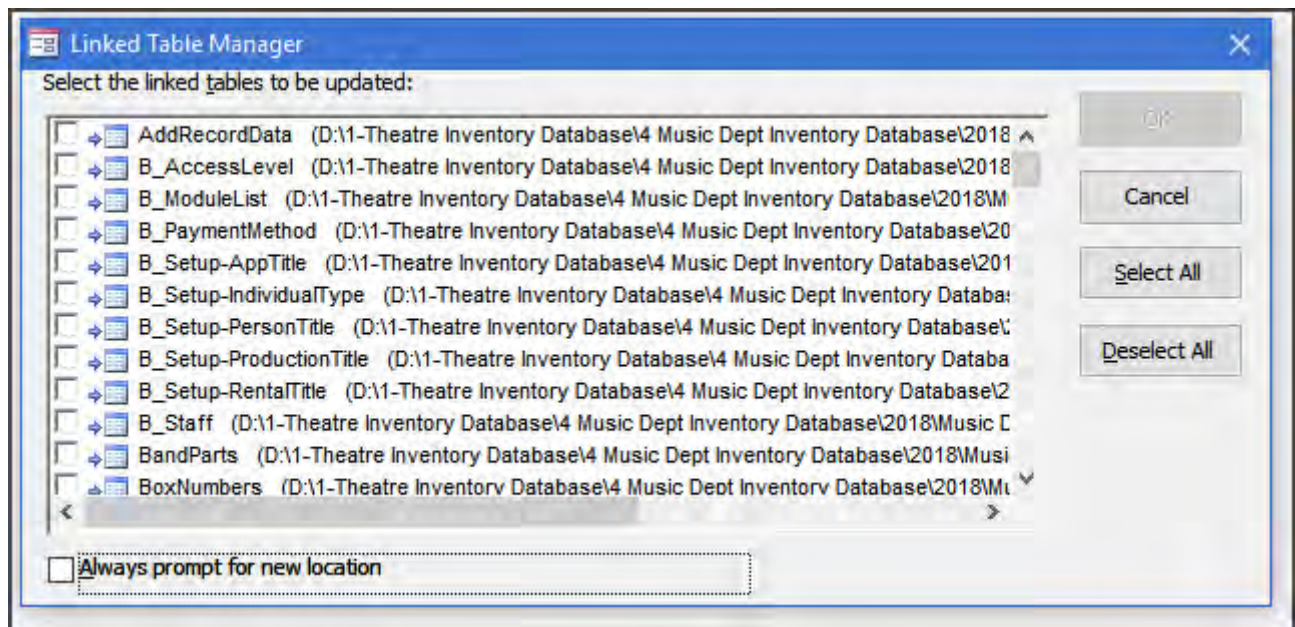 Linked Table Manager
Select the linked tables to be updated:
AddRecordData (D:\1-Theatre Inventory Database\4 Music Dept Inventory Database\2018
B_AccessLevel (D:\1-Theatre Inventory Database\4 Music Dept Inventory Database\2018
B_ModuleList (D:\1-Theatre Inventory Database\4 Music Dept Inventory Database\2018\M
B_PaymentMethod (D:\1-Theatre Inventory Database\4 Music Dept Inventory Database\20
B_Setup-AppTitle (D:\1-Theatre Inventory Database\4 Music Dept Inventory Database\201
B_Setup-IndividualType (D:\1-Theatre Inventory Database\4 Music Dept Inventory Databas
B_Setup-PersonTitle (D:\1-Theatre Inventory Database\4 Music Dept Inventory Database\2
B_Setup-ProductionTitle (D:\1-Theatre Inventory Database\4 Music Dept Inventory Databa
B_Setup-RentalTitle (D:\1-Theatre Inventory Database\4 Music Dept Inventory Database\2
B_Staff (D:\1-Theatre Inventory Database\4 Music Dept Inventory Database\2018\Music D
BandParts (D:\1-Theatre Inventory Database\4 Music Dept Inventory Database\2018\Musi
BoxNumbers (D:\1-Theatre Inventory Database\4 Music Dept Inventory Database\2018\Mu
Always prompt for new location
OK
Cancel
Select All
Deselect All